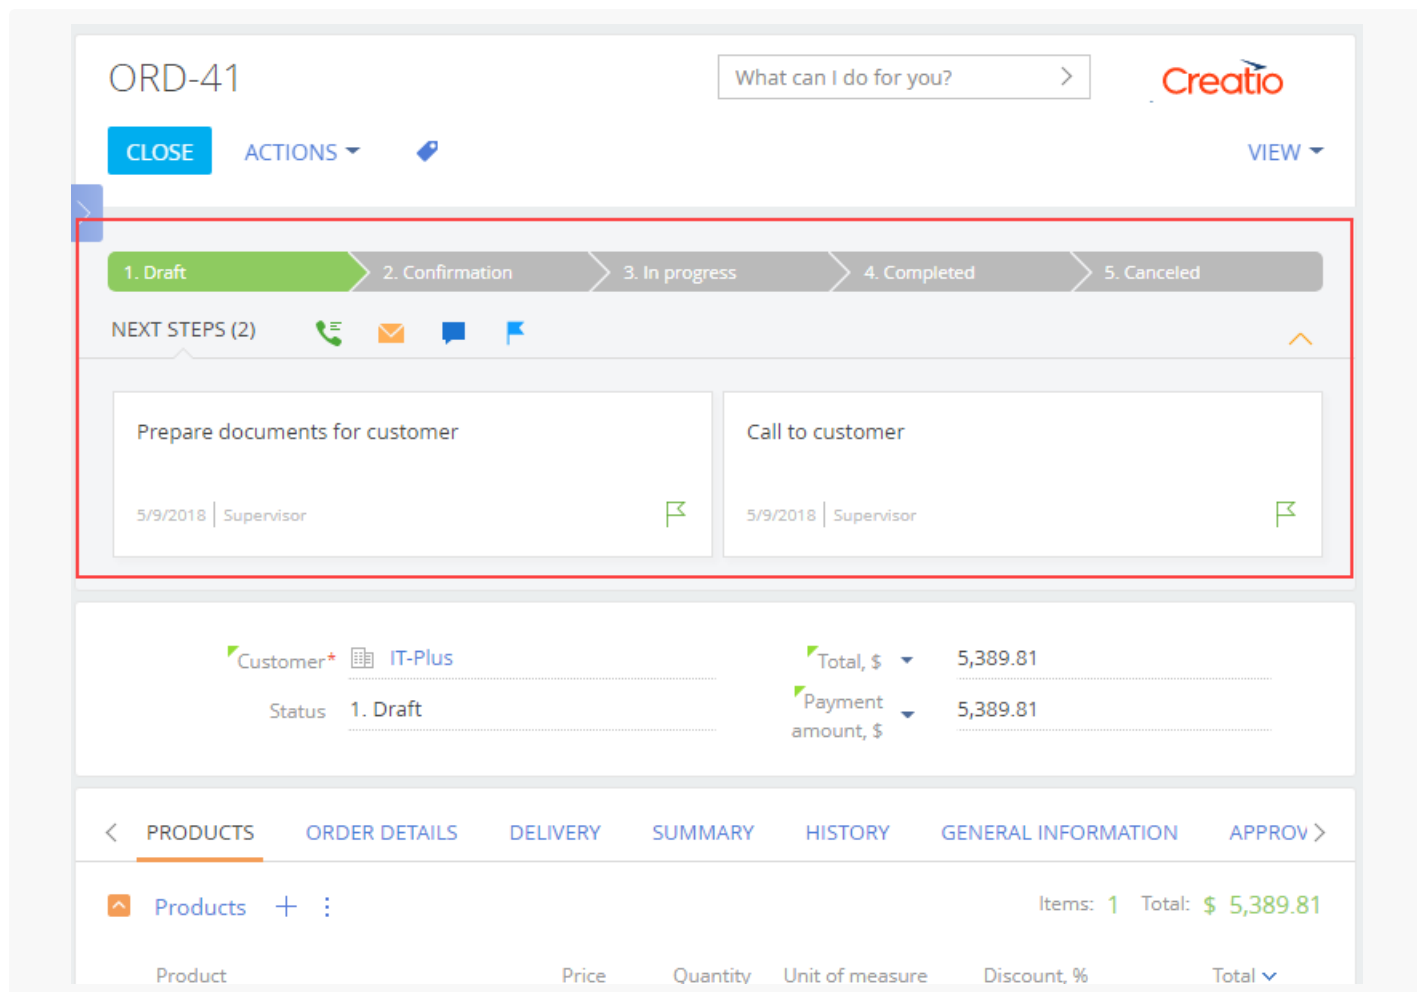 ORD-41
What can I do for you?
Creatio
CLOSE ACTIONS VIEW
1. Draft 2. Confirmation 3. In progress 4. Completed 5. Canceled
NEXT STEPS (2)
Prepare documents for customer
5/9/2018 Supervisor
Call to customer
5/9/2018 Supervisor
Customer* IT-Plus
Status 1. Draft
Total, $ 5,389.81
Payment
amount, $ 5,389.81
PRODUCTS ORDER DETAILS DELIVERY SUMMARY HISTORY GENERAL INFORMATION APPROV
Products Items: 1 Total: $ 5,389.81
Product Price Quantity Unit of measure Discount, % Total